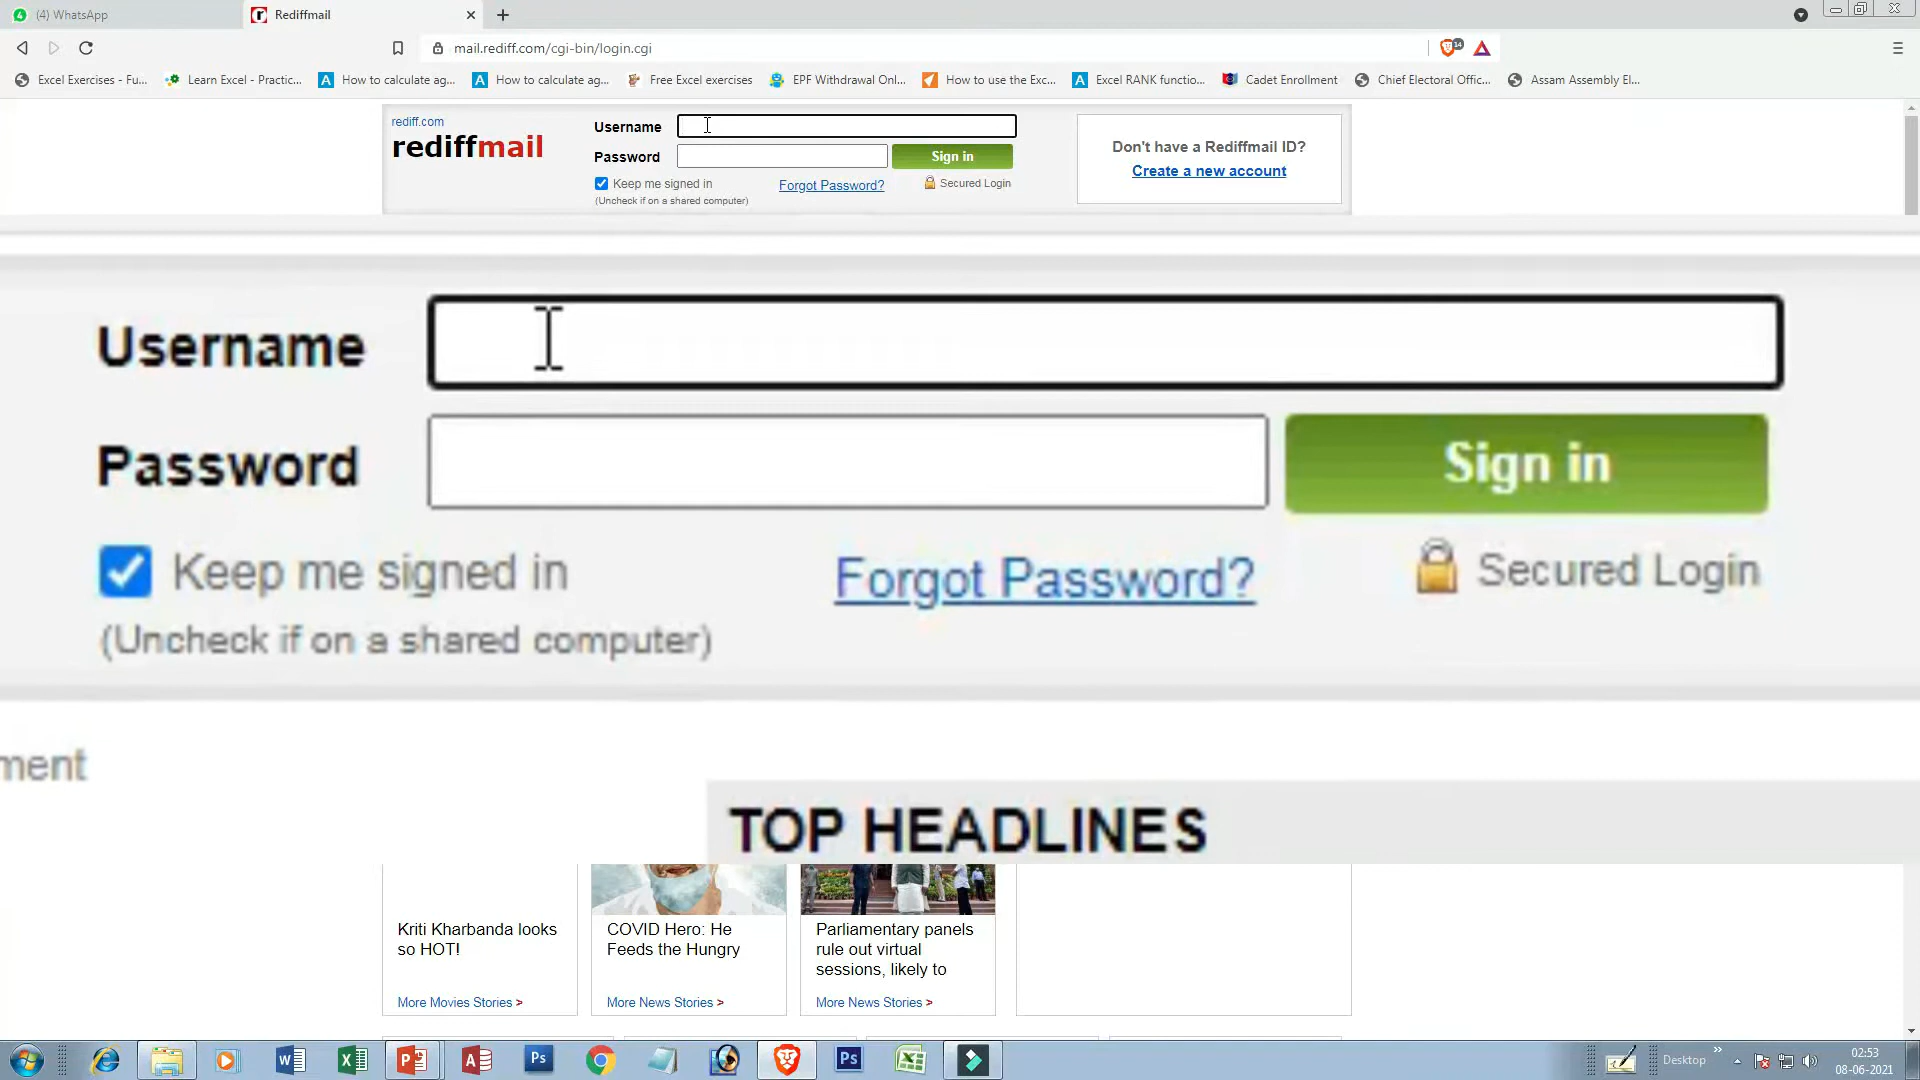 (4) WhatsApp
Rediffmail
mail.rediff.com/cgi-bin/login.cgi
14
Excel Exercises - Fu...
Learn Excel - Practic...
How to calculate ag...
How to calculate ag...
Free Excel exercises
EPF Withdrawal Onl...
How to use the Exc...
Excel RANK functio...
Cadet Enrollment
Chief Electoral Offic...
Assam Assembly El...
rediff.com
rediffmail
Username
Password
Sign in
Keep me signed in
(Uncheck if on a shared computer)
Forgot Password?
Secured Login
Don't have a Rediffmail ID?
Create a new account
Username
Password
Sign in
Keep me signed in
Forgot Password?
Secured Login
(Uncheck if on a shared computer)
ment
TOP HEADLINES
Kriti Kharbanda looks
so HOT!
More Movies Stories >
COVID Hero: He
Feeds the Hungry
More News Stories >
Parliamentary panels
rule out virtual
sessions, likely to
More News Stories >
Desktop
02:53
08-06-2021